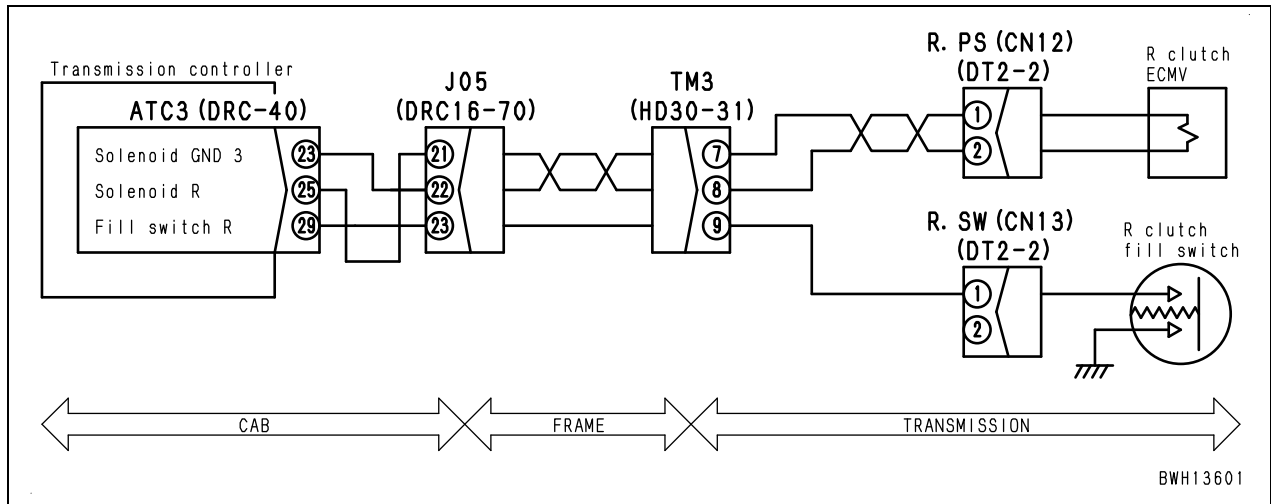 Transmission controller
ATC3 (DRC-40)
Solenoid GND 3
23
Solenoid R
25
Fill switch R
29
J05
(DRC16-70)
21
22
23
TM3
(HD30-31)
7
8
9
R. PS (CN12)
(DT2-2)
1
2
R clutch
ECMV
R. SW (CN13)
(DT2-2)
1
2
R clutch
fill switch
CAB
FRAME
TRANSMISSION
BWH13601